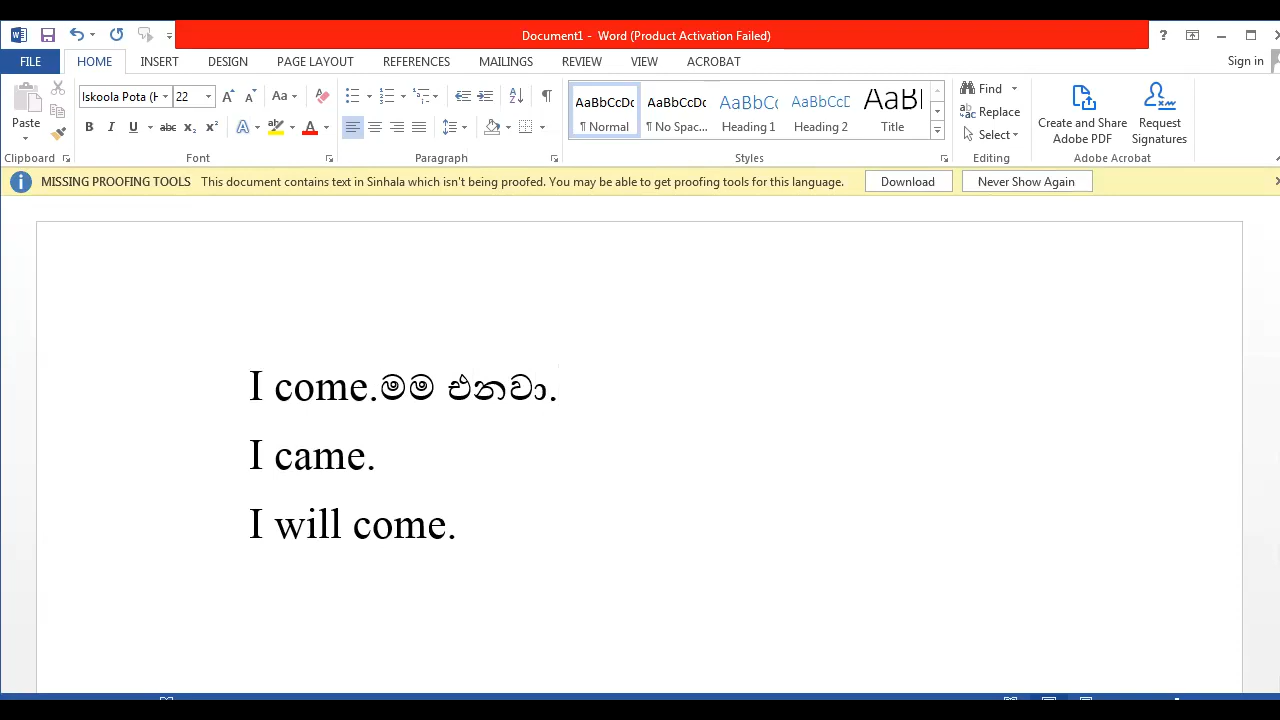 Document1 - Word (Product Activation Failed)
FILE HOME INSERT DESIGN PAGE LAYOUT REFERENCES MAILINGS REVIEW VIEW ACROBAT Sign in
Iskoola Pota (H 22 Aa
AaBbCcDc AaBbCcDc AaBbCc AaBbCcD AaBl
Find
Replace
Select
Paste
B I U abc x₂ x² A A
¶ Normal ¶ No Spac... Heading 1 Heading 2 Title
Create and Share Adobe PDF
Request Signatures
Clipboard Font Paragraph Styles Editing Adobe Acrobat
MISSING PROOFING TOOLS This document contains text in Sinhala which isn't being proofed. You may be able to get proofing tools for this language. Download Never Show Again
I come.මම එනවා.
I came.
I will come.